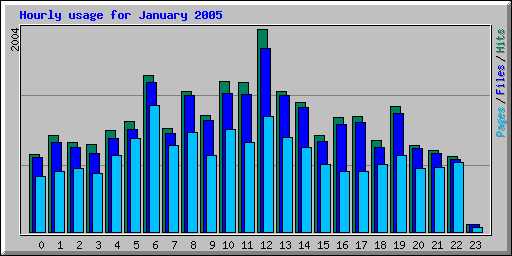 Hourly usage for January 2005
2004
Pages / Files / Hits
0 1 2 3 4 5 6 7 8 9 10 11 12 13 14 15 16 17 18 19 20 21 22 23